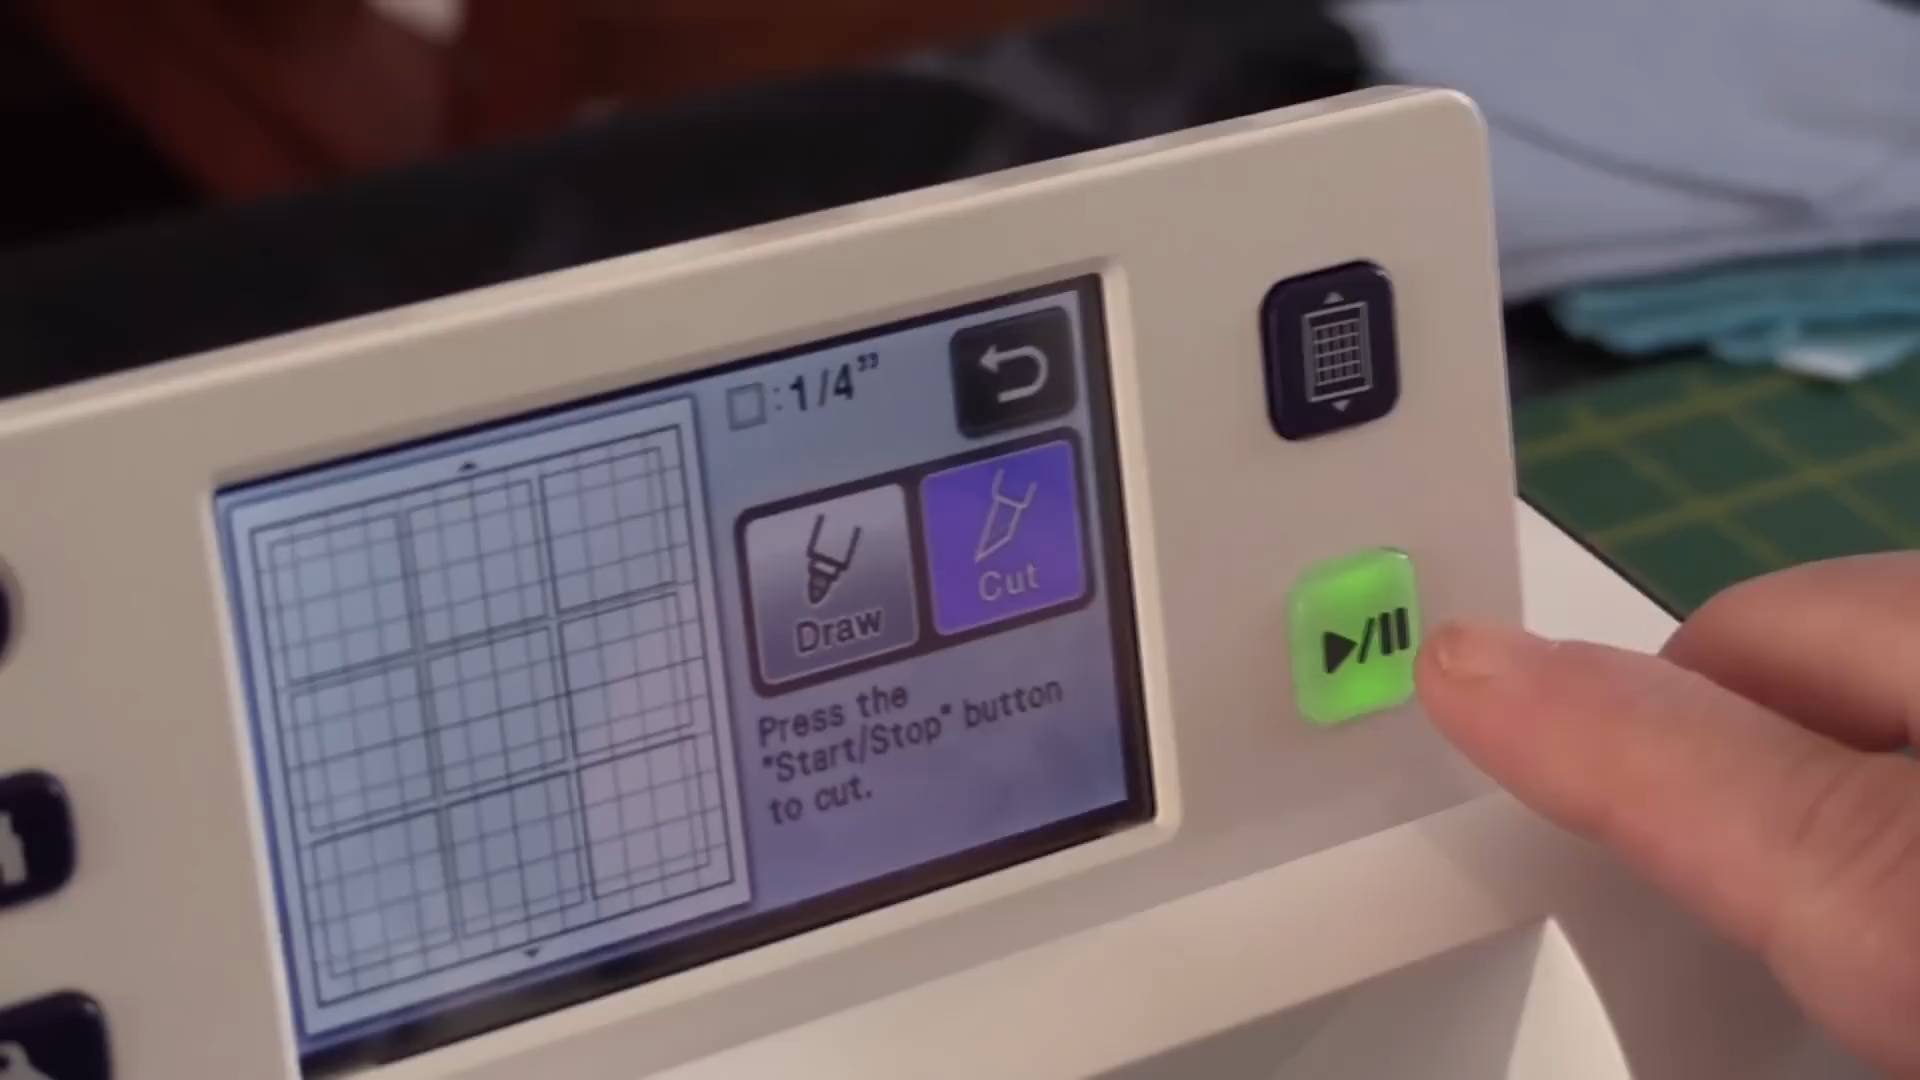 :1/4"
Draw
Cut
Press the
"Start/Stop" button
to cut.